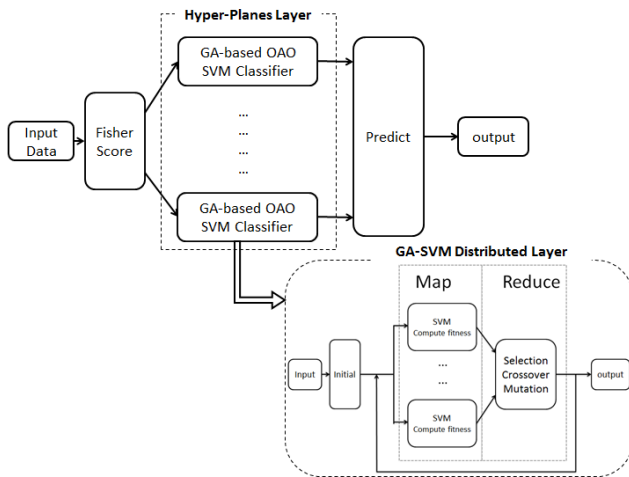 Hyper-Planes Layer
GA-based OAO
SVM Classifier
...
...
...
...
Input
Data
Fisher
Score
Predict
output
GA-based OAO
SVM Classifier
GA-SVM Distributed Layer
Map
Reduce
SVM
Compute fitness
...
...
Input
Initial
Selection
Crossover
Mutation
output
SVM
Compute fitness